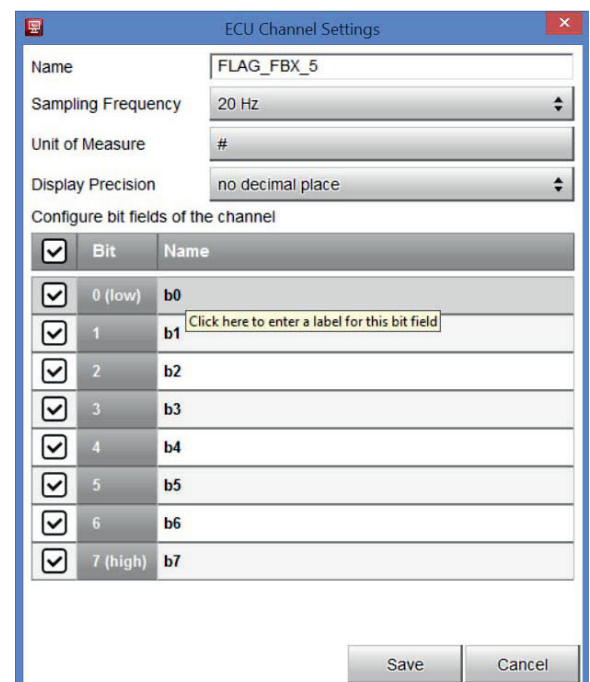 ECU Channel Settings
Name FLAG_FBX_5
Sampling Frequency 20 Hz
Unit of Measure #
Display Precision no decimal place
Configure bit fields of the channel
Bit Name
0 (low) b0
Click here to enter a label for this bit field
1 b1
2 b2
3 b3
4 b4
5 b5
6 b6
7 (high) b7
Save Cancel